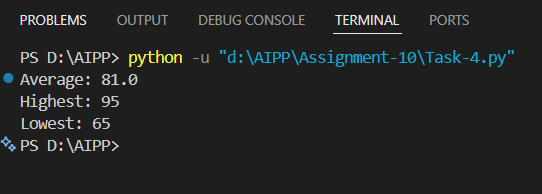 PROBLEMS OUTPUT DEBUG CONSOLE TERMINAL PORTS
PS D:\AIPP> python -u "d:\AIPP\Assignment-10\Task-4.py"
Average: 81.0
Highest: 95
Lowest: 65
PS D:\AIPP>